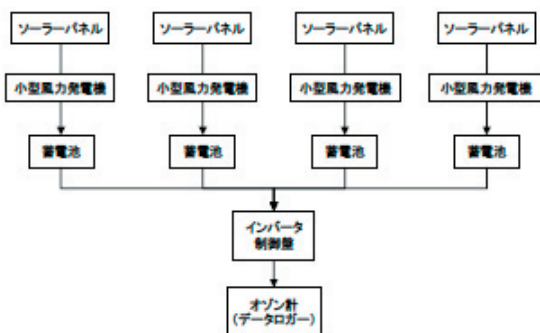 ソーラーパネル ソーラーパネル ソーラーパネル ソーラーパネル
小型風力発電機 小型風力発電機 小型風力発電機 小型風力発電機
蓄電池 蓄電池 蓄電池 蓄電池
インバータ
制御盤
オゾン計
(データロガー)